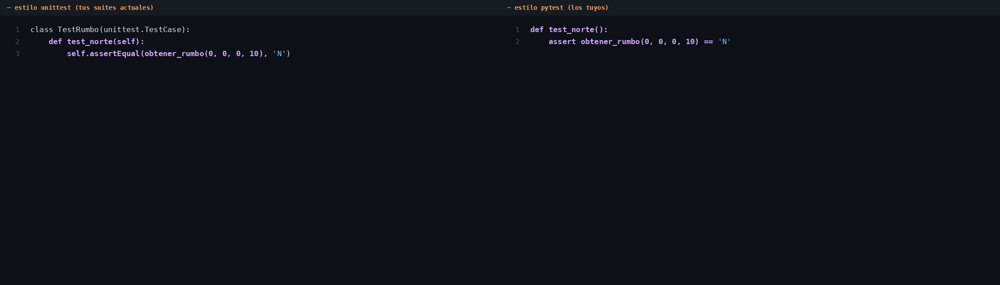 — estilo unittest (tus suites actuales)
1 class TestRumbo(unittest.TestCase):
2     def test_norte(self):
3         self.assertEqual(obtener_rumbo(0, 0, 0, 10), 'N')
— estilo pytest (los tuyos)
1 def test_norte():
2     assert obtener_rumbo(0, 0, 0, 10) == 'N'